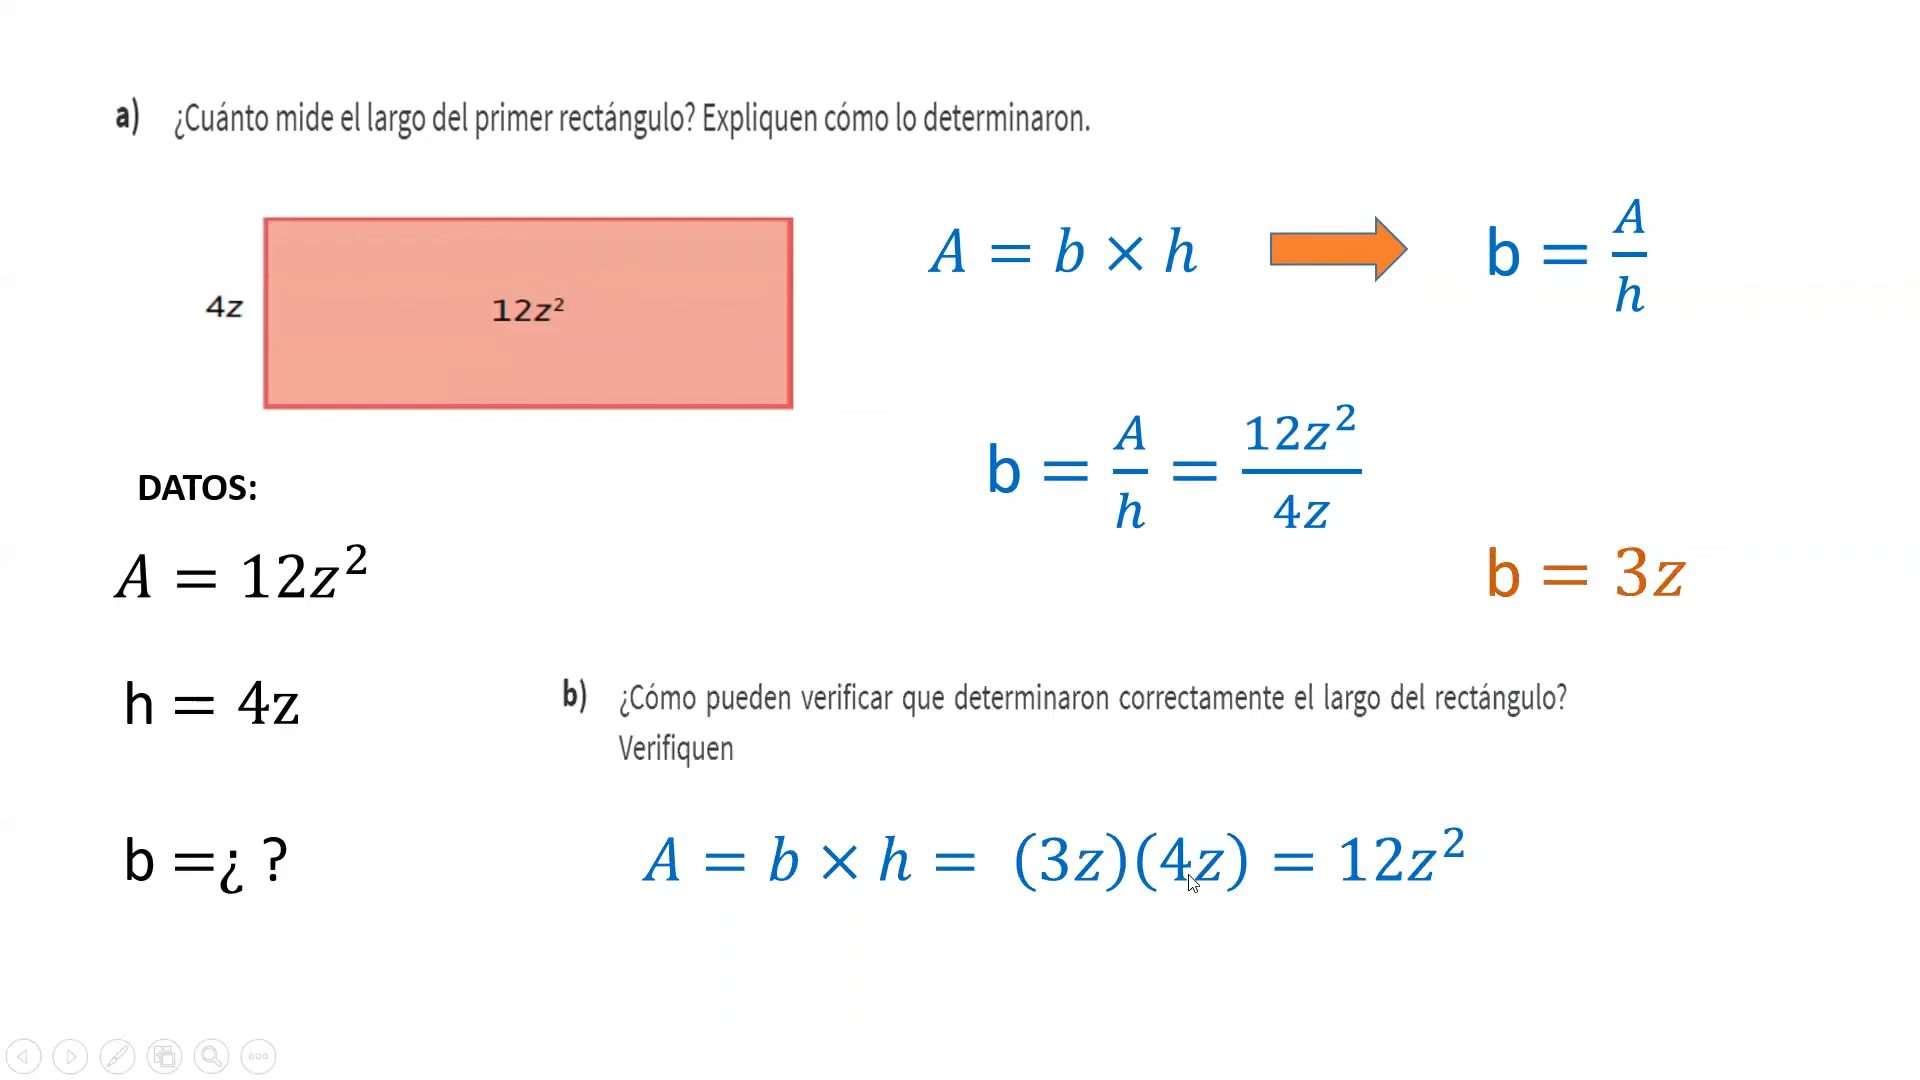 a) ¿Cuánto mide el largo del primer rectángulo? Expliquen cómo lo determinaron.
4z
12z²
A = b × h
b = A/h
b = A/h = 12z²/4z
b = 3z
DATOS:
A = 12z²
h = 4z
b =¿ ?
b) ¿Cómo pueden verificar que determinaron correctamente el largo del rectángulo?
Verifiquen
A = b × h = (3z)(4z) = 12z²